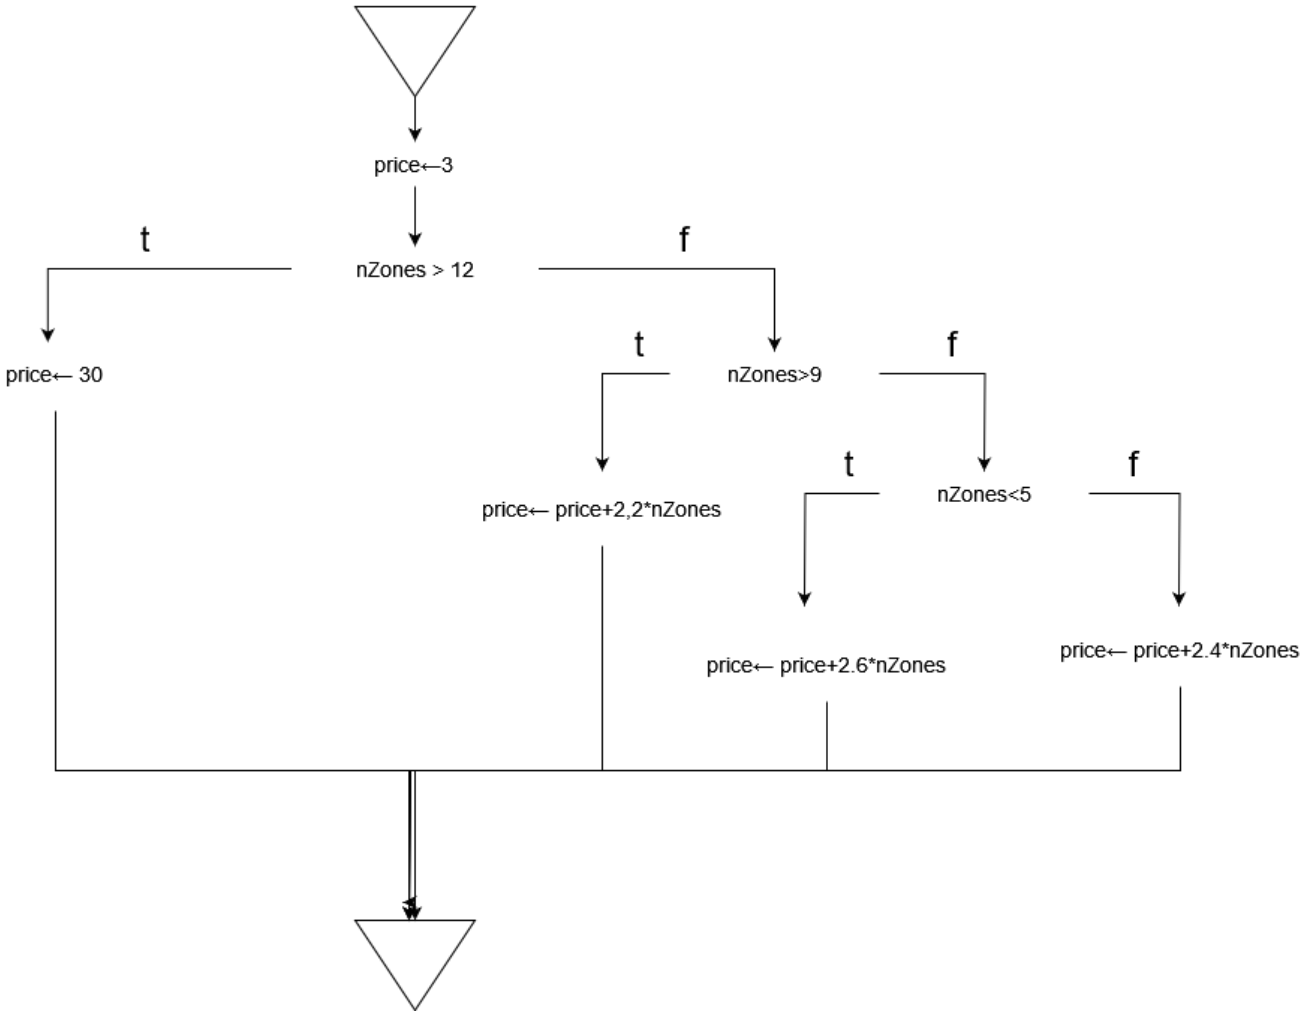 price←3
t
f
nZones > 12
t
f
price← 30
nZones>9
t
f
nZones<5
price← price+2,2*nZones
price← price+2.6*nZones
price← price+2.4*nZones